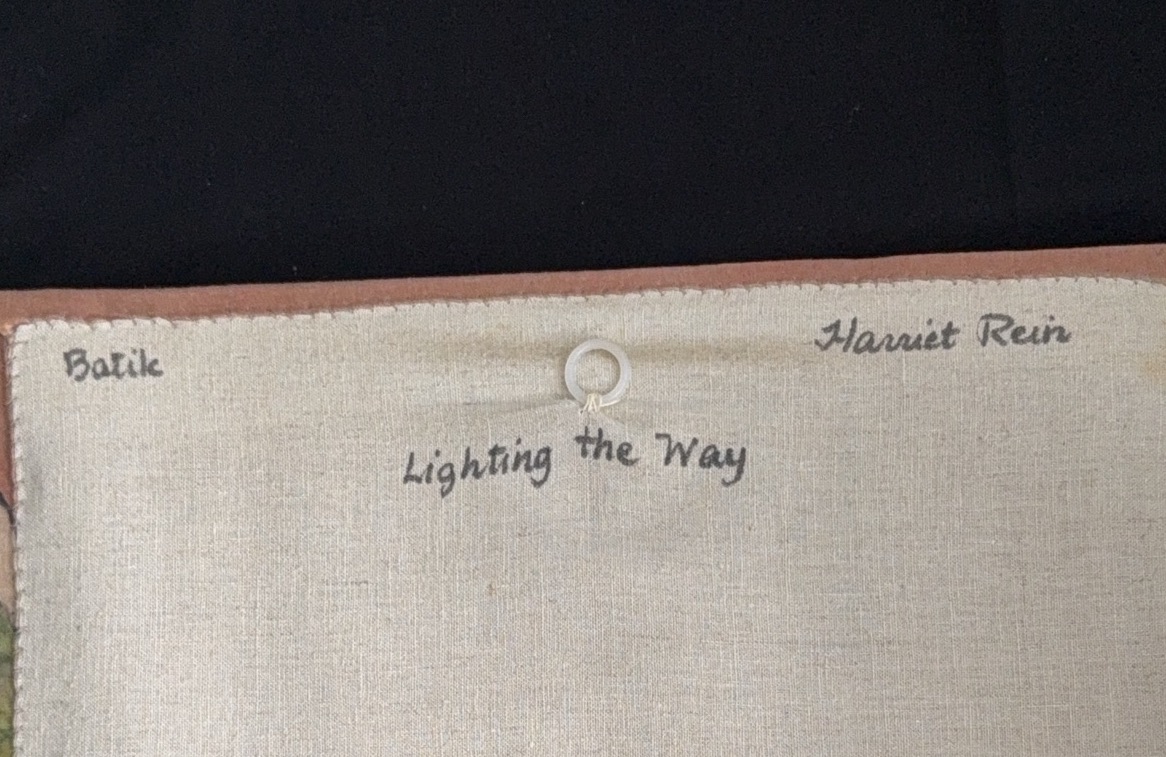 Batik
Harriet Rein
Lighting the Way